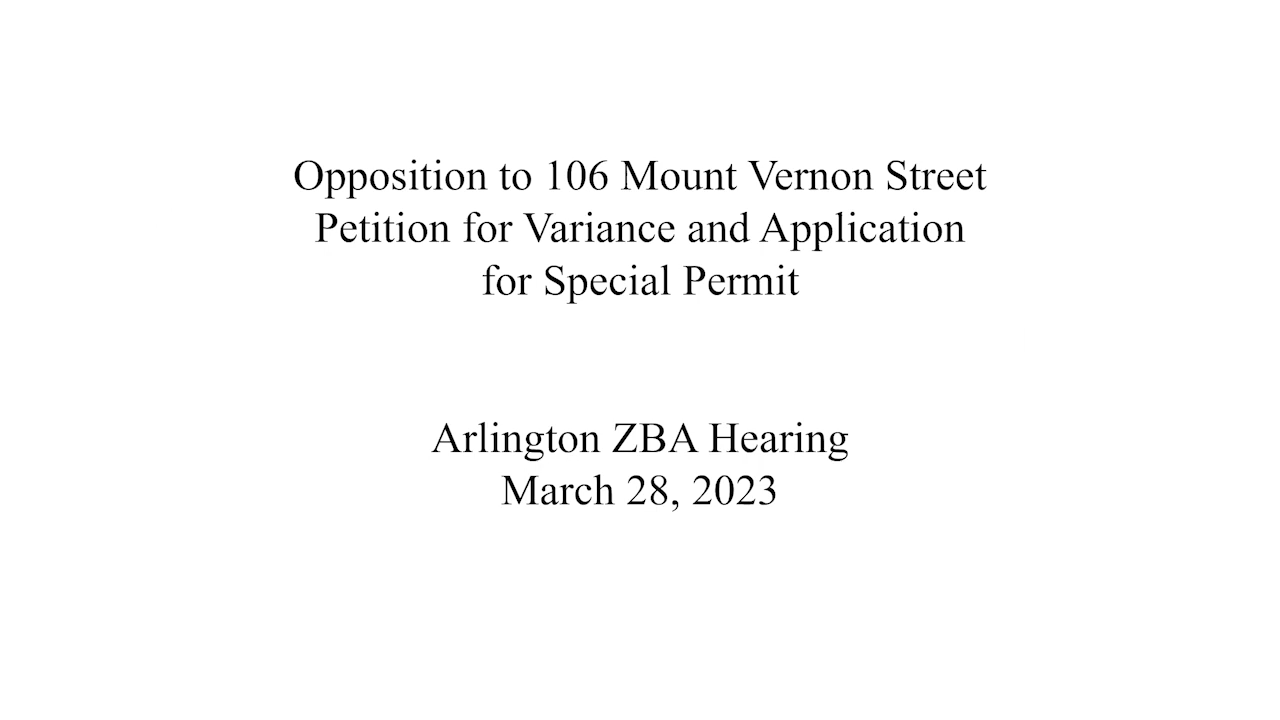 Opposition to 106 Mount Vernon Street
Petition for Variance and Application
for Special Permit
Arlington ZBA Hearing
March 28, 2023